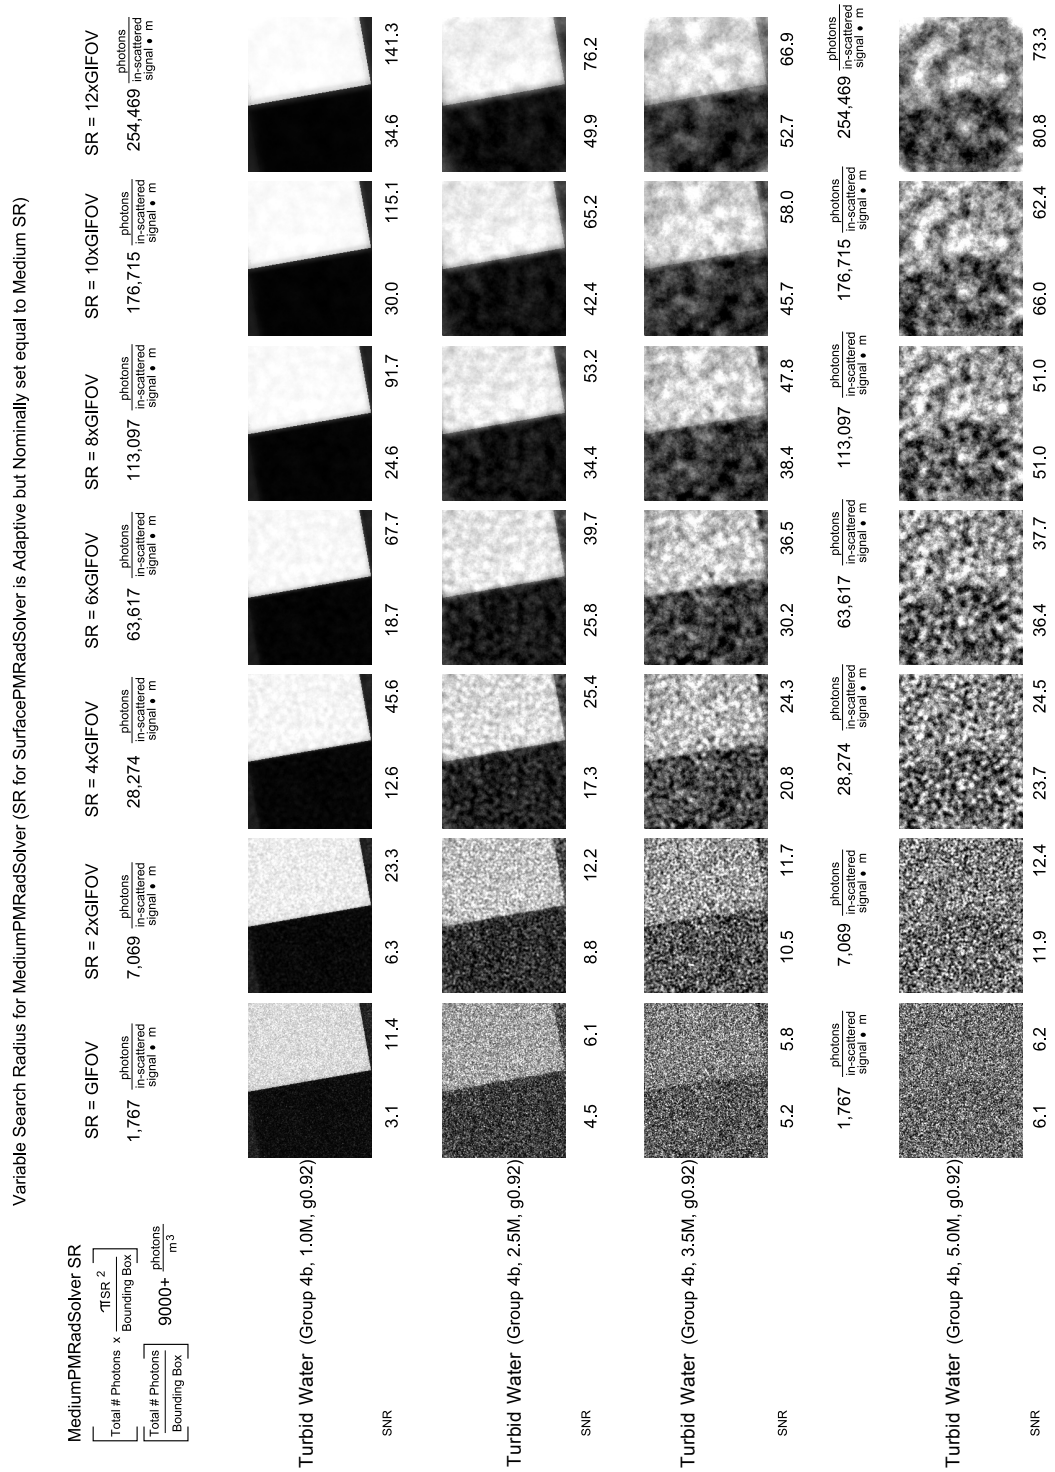 Variable Search Radius for MediumPMRadSolver (SR for SurfacePMRadSolver is Adaptive but Nominally set equal to Medium SR)
MediumPMRadSolver SR
SR = GIFOV
SR = 2xGIFOV
SR = 4xGIFOV
SR = 6xGIFOV
SR = 8xGIFOV
SR = 10xGIFOV
SR = 12xGIFOV
[Total # Photons x πSR 2 / Bounding Box]
1,767 photons / in-scattered signal • m
7,069 photons / in-scattered signal • m
28,274 photons / in-scattered signal • m
63,617 photons / in-scattered signal • m
113,097 photons / in-scattered signal • m
176,715 photons / in-scattered signal • m
254,469 photons / in-scattered signal • m
[Total # Photons / Bounding Box] 9000+ photons / m 3
Turbid Water (Group 4b, 1.0M, g0.92)
SNR
3.1 11.4
6.3 23.3
12.6 45.6
18.7 67.7
24.6 91.7
30.0 115.1
34.6 141.3
Turbid Water (Group 4b, 2.5M, g0.92)
SNR
4.5 6.1
8.8 12.2
17.3 25.4
25.8 39.7
34.4 53.2
42.4 65.2
49.9 76.2
Turbid Water (Group 4b, 3.5M, g0.92)
SNR
5.2 5.8
10.5 11.7
20.8 24.3
30.2 36.5
38.4 47.8
45.7 58.0
52.7 66.9
1,767 photons / in-scattered signal • m
7,069 photons / in-scattered signal • m
28,274 photons / in-scattered signal • m
63,617 photons / in-scattered signal • m
113,097 photons / in-scattered signal • m
176,715 photons / in-scattered signal • m
254,469 photons / in-scattered signal • m
Turbid Water (Group 4b, 5.0M, g0.92)
SNR
6.1 6.2
11.9 12.4
23.7 24.5
36.4 37.7
51.0 51.0
66.0 62.4
80.8 73.3